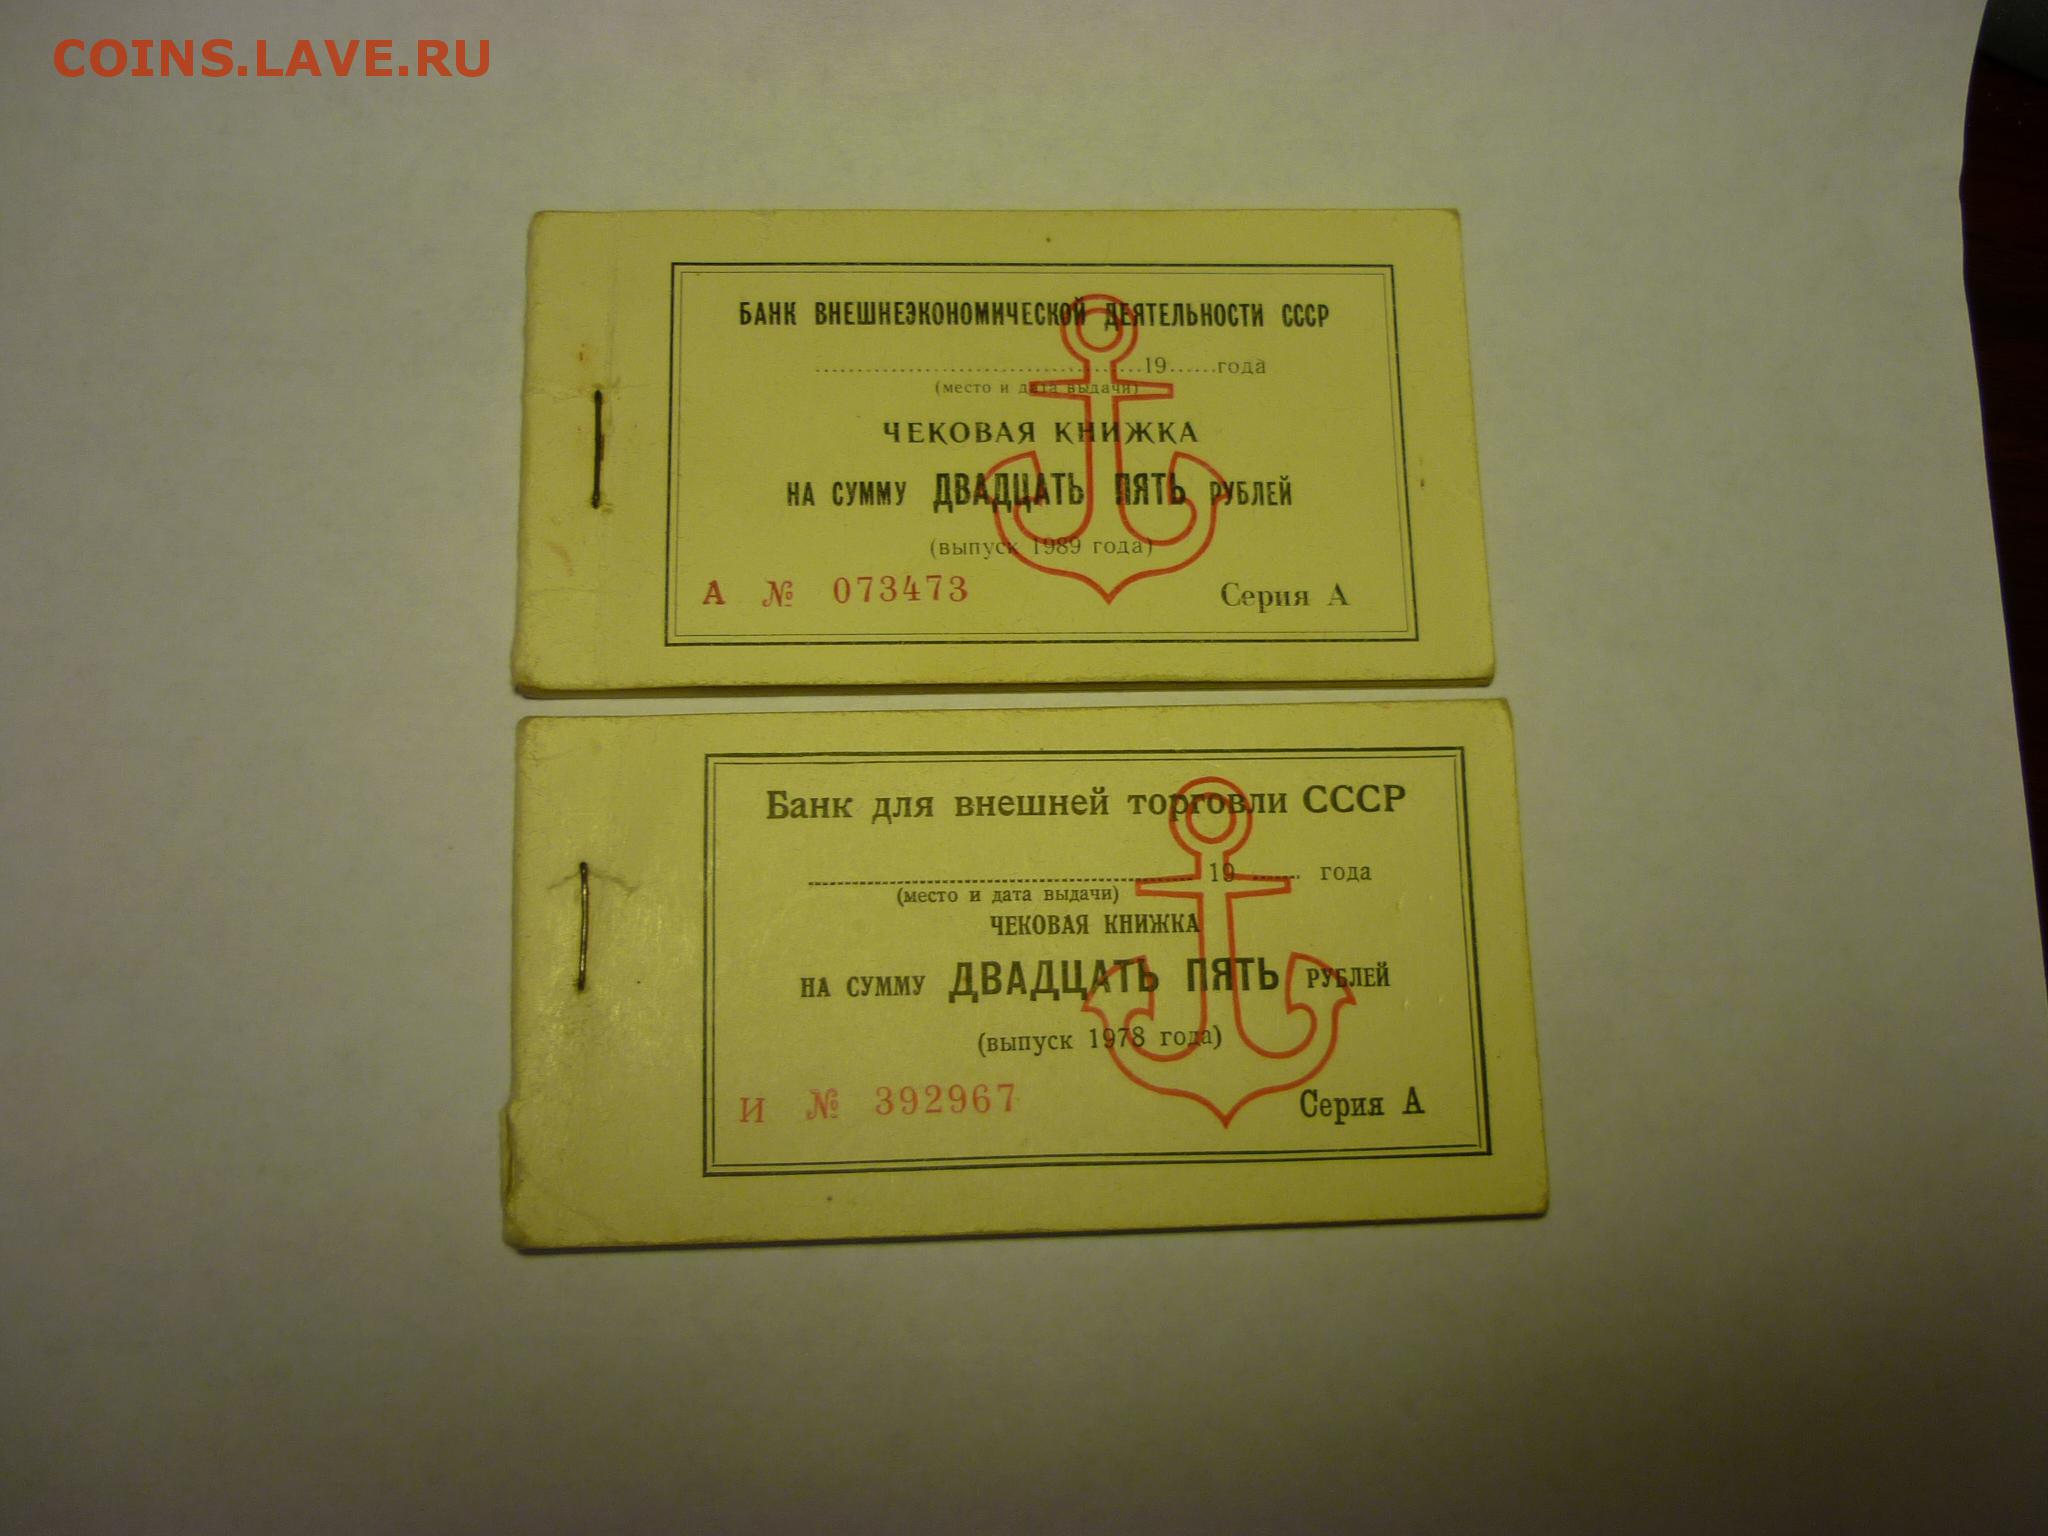 COINS.LAVE.RU
БАНК ВНЕШНЕЭКОНОМИЧЕСКОЙ ДЕЯТЕЛЬНОСТИ СССР
......................................19......года
(место и дата выдачи)
ЧЕКОВАЯ КНИЖКА
НА СУММУ ДВАДЦАТЬ ПЯТЬ РУБЛЕЙ
(выпуск 1989 года)
А № 073473 Серия А
Банк для внешней торговли СССР
...................................... 19 ...... года
(место и дата выдачи)
ЧЕКОВАЯ КНИЖКА
НА СУММУ ДВАДЦАТЬ ПЯТЬ РУБЛЕЙ
(выпуск 1978 года)
И № 392967 Серия А